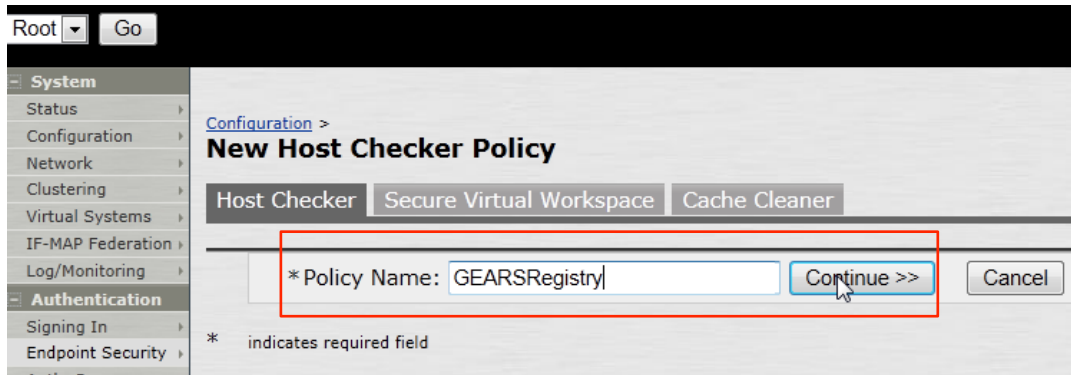 Root Go
System
Status
Configuration
Network
Clustering
Virtual Systems
IF-MAP Federation
Log/Monitoring
Authentication
Signing In
Endpoint Security
Configuration >
New Host Checker Policy
Host Checker Secure Virtual Workspace Cache Cleaner
* Policy Name: GEARSRegistry Continue >> Cancel
* indicates required field